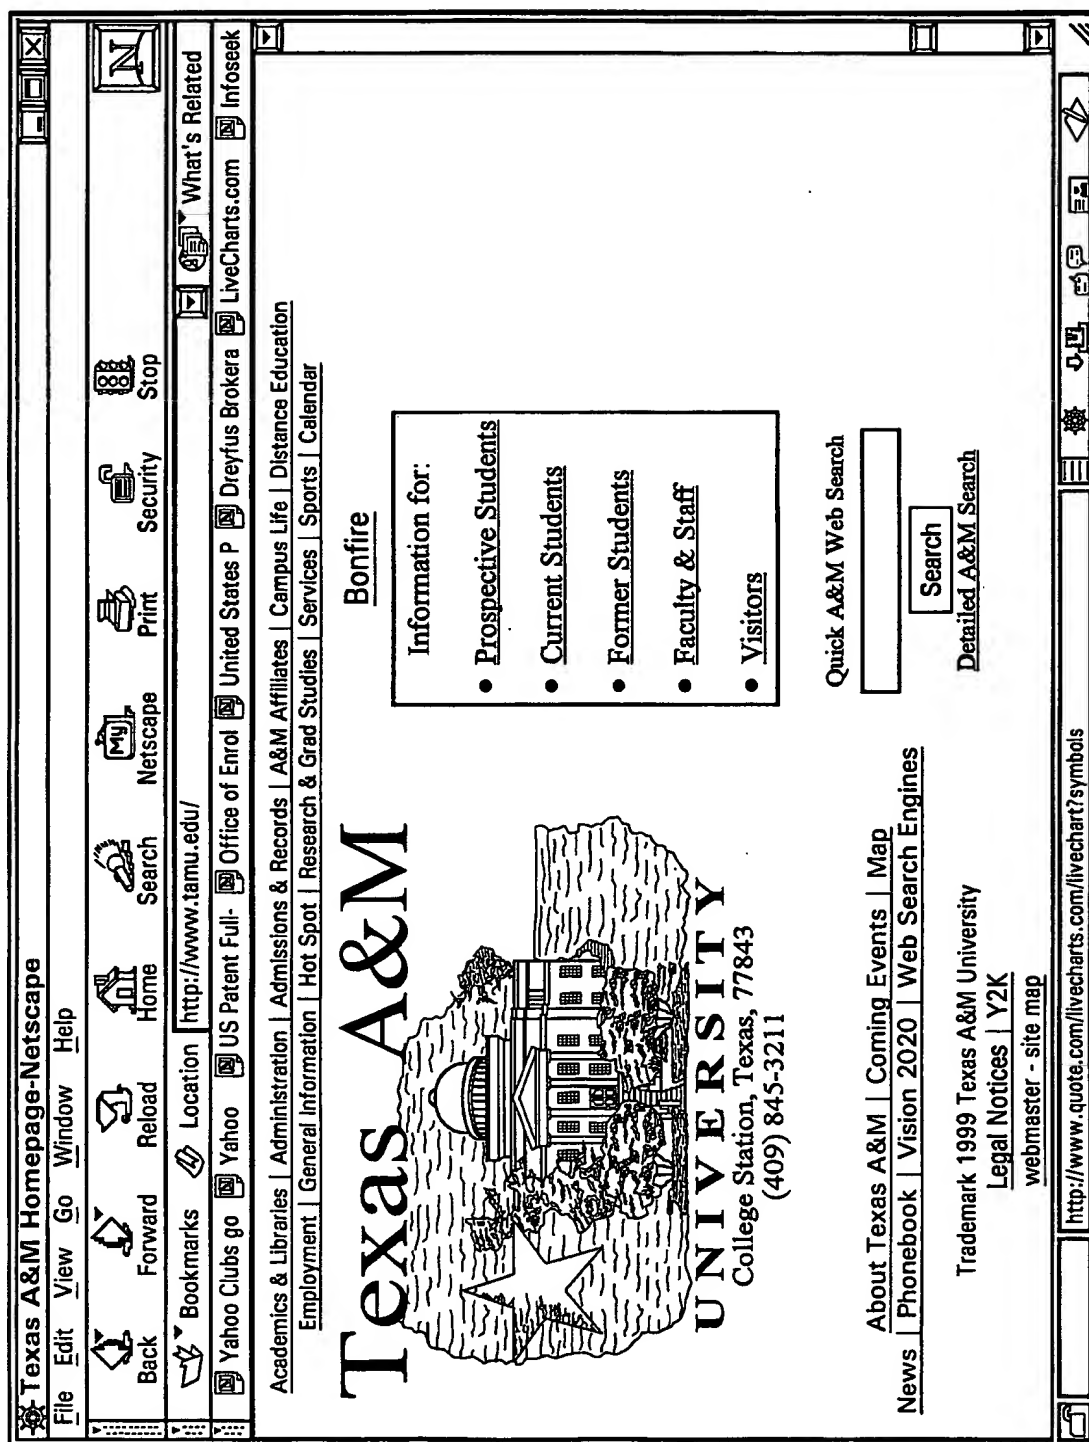 Texas A&M Homepage-Netscape
File Edit View Go Window Help
Back Forward Reload Home Search Netscape Print Security Stop
My
N
Bookmarks Location http://www.tamu.edu/ What's Related
Yahoo Clubs go Yahoo US Patent Full- Office of Enrol United States P Dreyfus Brokera LiveCharts.com Infoseek
Academics & Libraries | Administration | Admissions & Records | A&M Affiliates | Campus Life | Distance Education
Employment | General Information | Hot Spot | Research & Grad Studies | Services | Sports | Calendar
Texas A&M
UNIVERSITY
College Station, Texas, 77843
(409) 845-3211
Bonfire
Information for:
• Prospective Students
• Current Students
• Former Students
• Faculty & Staff
• Visitors
About Texas A&M | Coming Events | Map
News | Phonebook | Vision 2020 | Web Search Engines
Quick A&M Web Search
Search
Detailed A&M Search
Trademark 1999 Texas A&M University
Legal Notices | Y2K
webmaster - site map
http://www.quote.com/livecharts.com/livechart?symbols